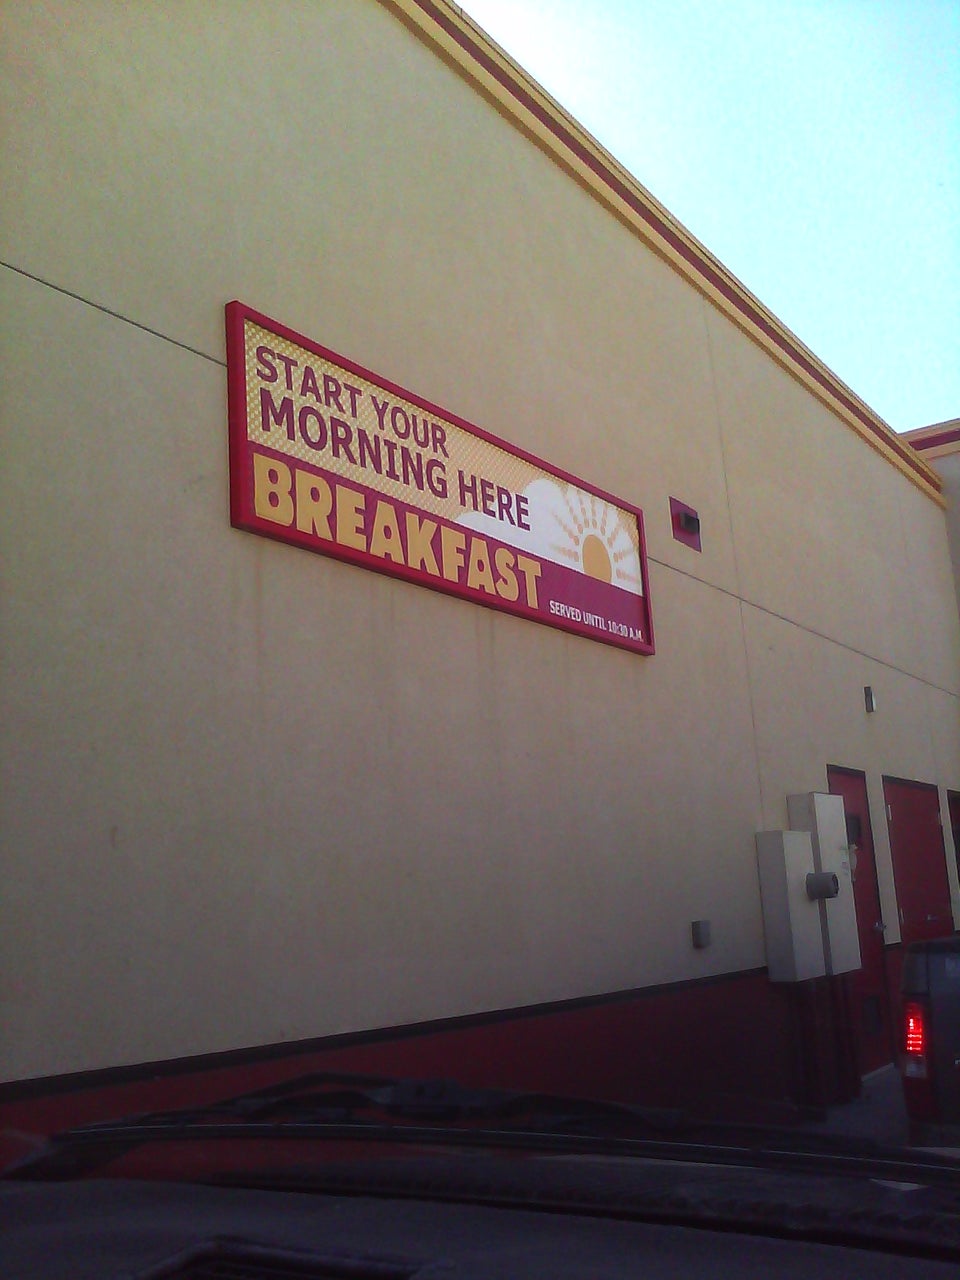 START YOUR
MORNING HERE
BREAKFAST
SERVED UNTIL 10:30 A.M.